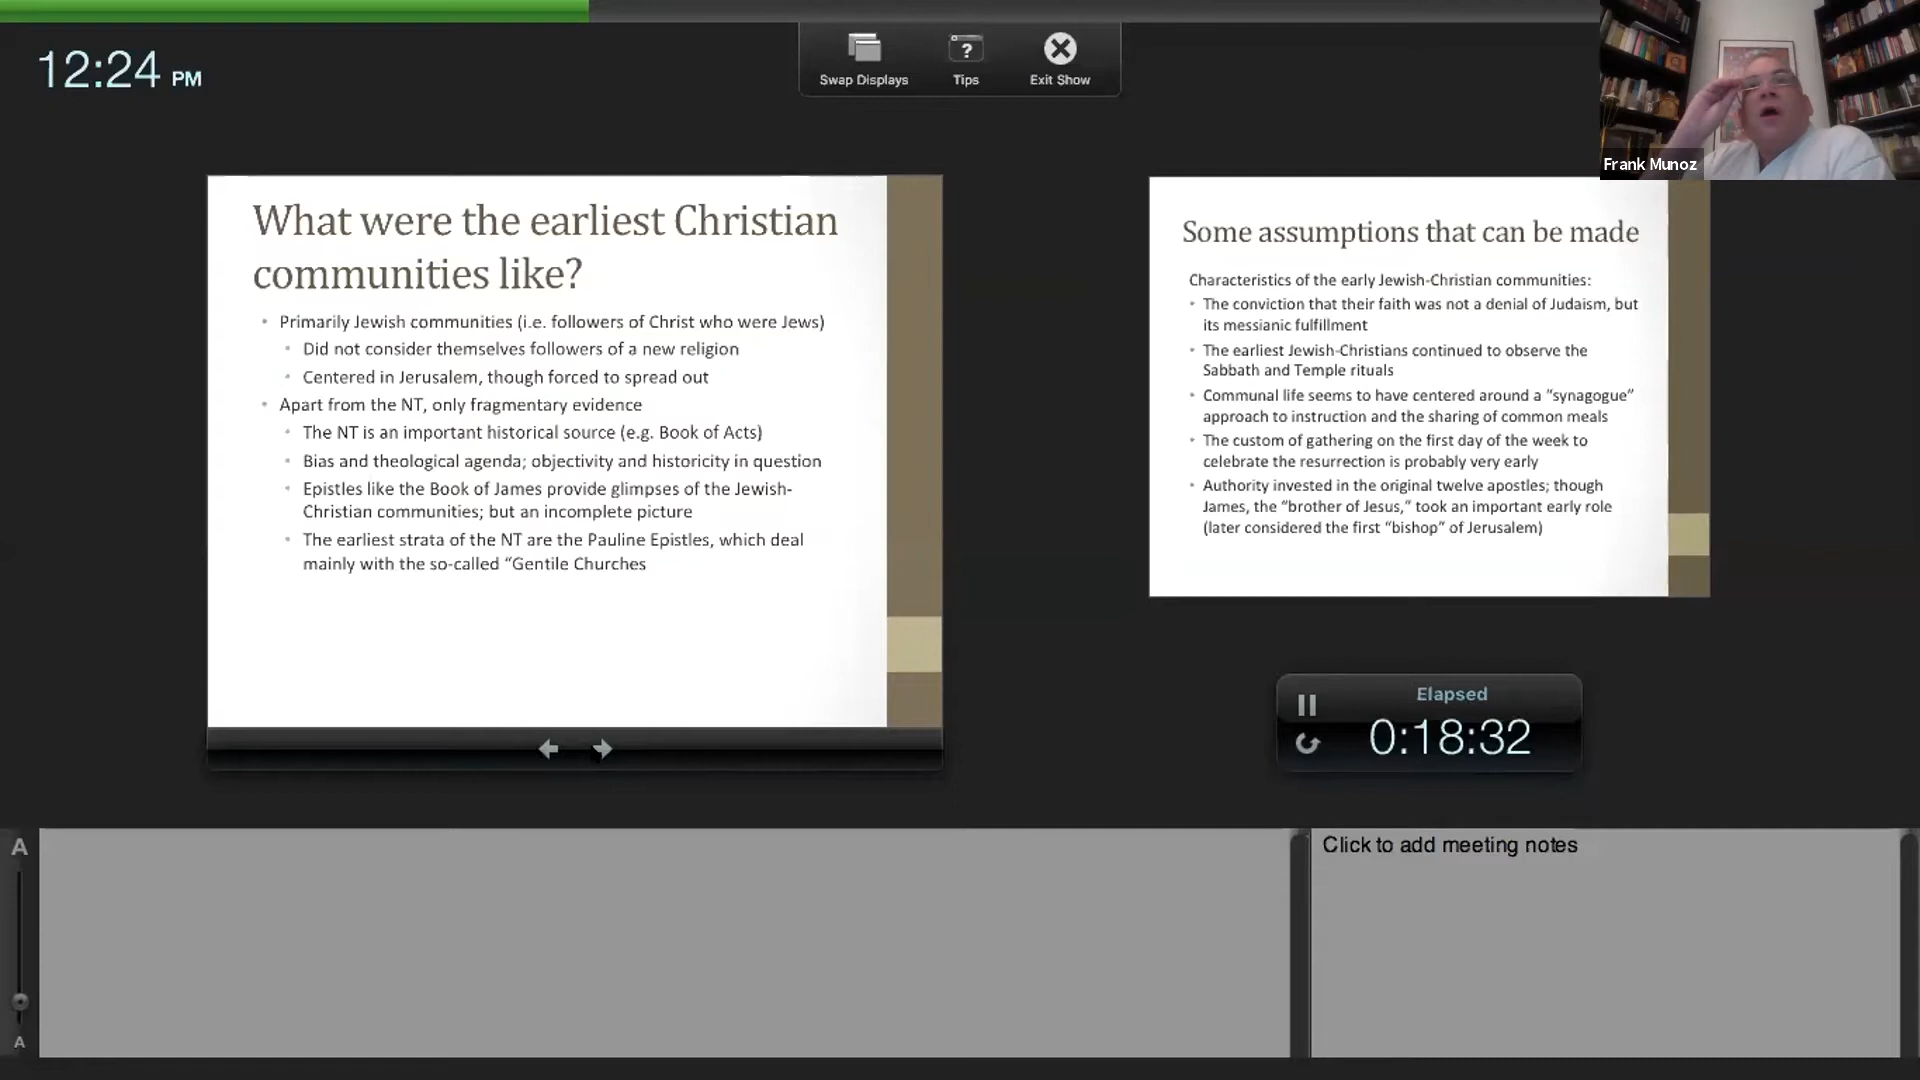 12:24 PM
Swap Displays
Tips
Exit Show
Frank Munoz
What were the earliest Christian
communities like?
• Primarily Jewish communities (i.e. followers of Christ who were Jews)
• Did not consider themselves followers of a new religion
• Centered in Jerusalem, though forced to spread out
• Apart from the NT, only fragmentary evidence
• The NT is an important historical source (e.g. Book of Acts)
• Bias and theological agenda; objectivity and historicity in question
• Epistles like the Book of James provide glimpses of the Jewish-
Christian communities; but an incomplete picture
• The earliest strata of the NT are the Pauline Epistles, which deal
mainly with the so-called “Gentile Churches
Some assumptions that can be made
Characteristics of the early Jewish-Christian communities:
• The conviction that their faith was not a denial of Judaism, but
its messianic fulfillment
• The earliest Jewish-Christians continued to observe the
Sabbath and Temple rituals
• Communal life seems to have centered around a “synagogue”
approach to instruction and the sharing of common meals
• The custom of gathering on the first day of the week to
celebrate the resurrection is probably very early
• Authority invested in the original twelve apostles; though
James, the “brother of Jesus,” took an important early role
(later considered the first “bishop” of Jerusalem)
Elapsed
0:18:32
A
A
Click to add meeting notes